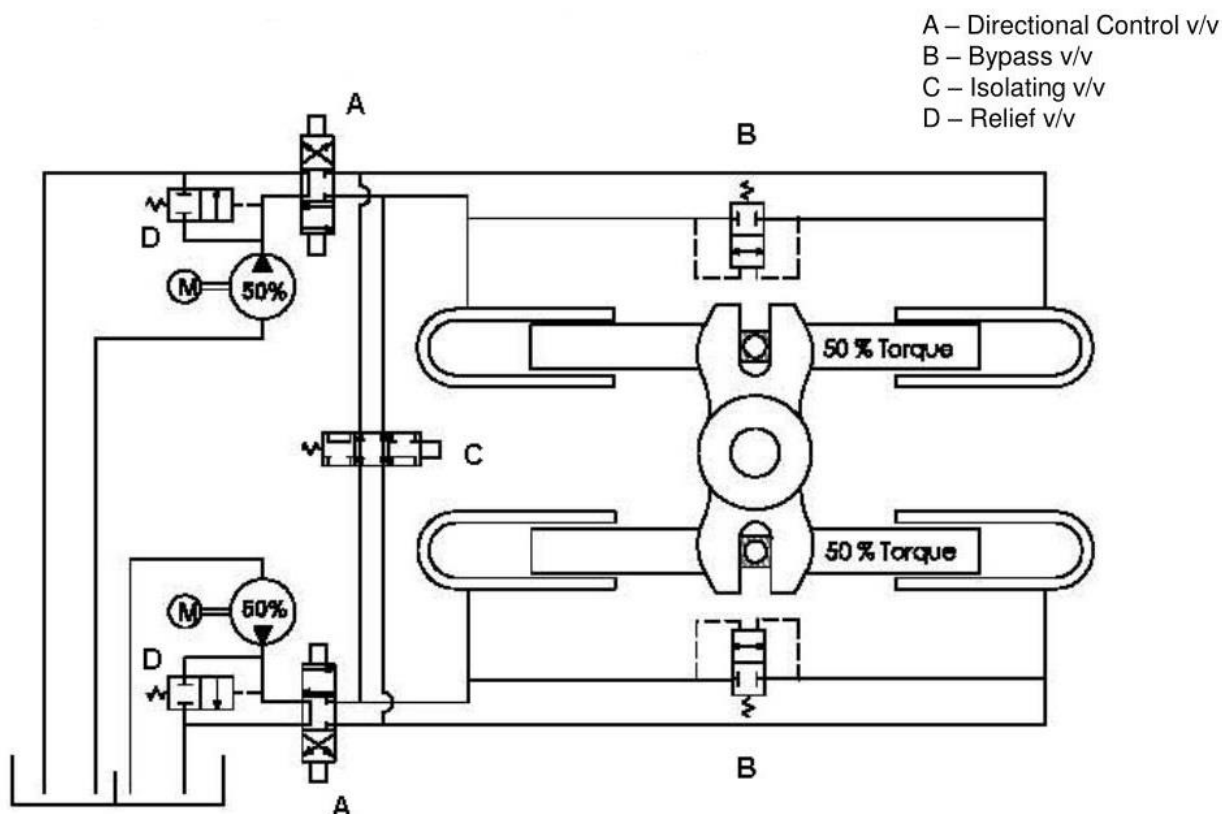 A – Directional Control v/v
B – Bypass v/v
C – Isolating v/v
D – Relief v/v
A
B
D
M
50%
50 % Torque
C
50 % Torque
M
50%
D
B
A